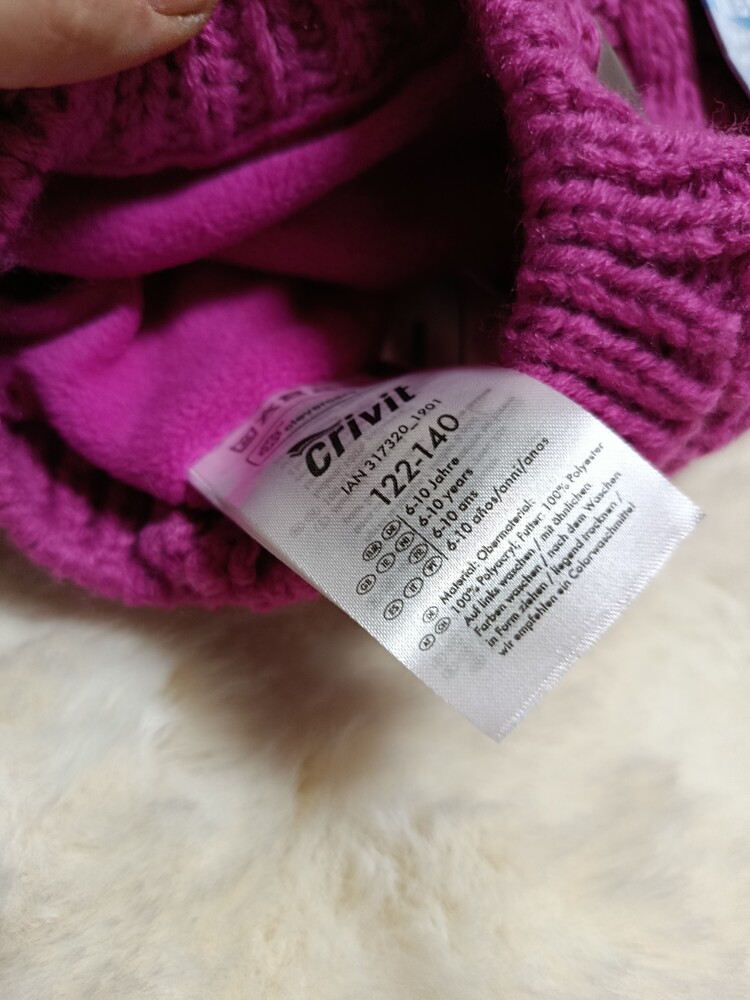 crivit
IAN 317320_1901
122-140
6-10 Jahre
6-10 years
6-10 ans
6-10 años/anni/anos
Material: Obermaterial:
100% Polyacryl, Futter: 100% Polyester
Auf links waschen / mit ähnlichen
Farben waschen / nach dem Waschen
in Form ziehen / liegend trocknen /
wir empfehlen ein Colorwaschmittel